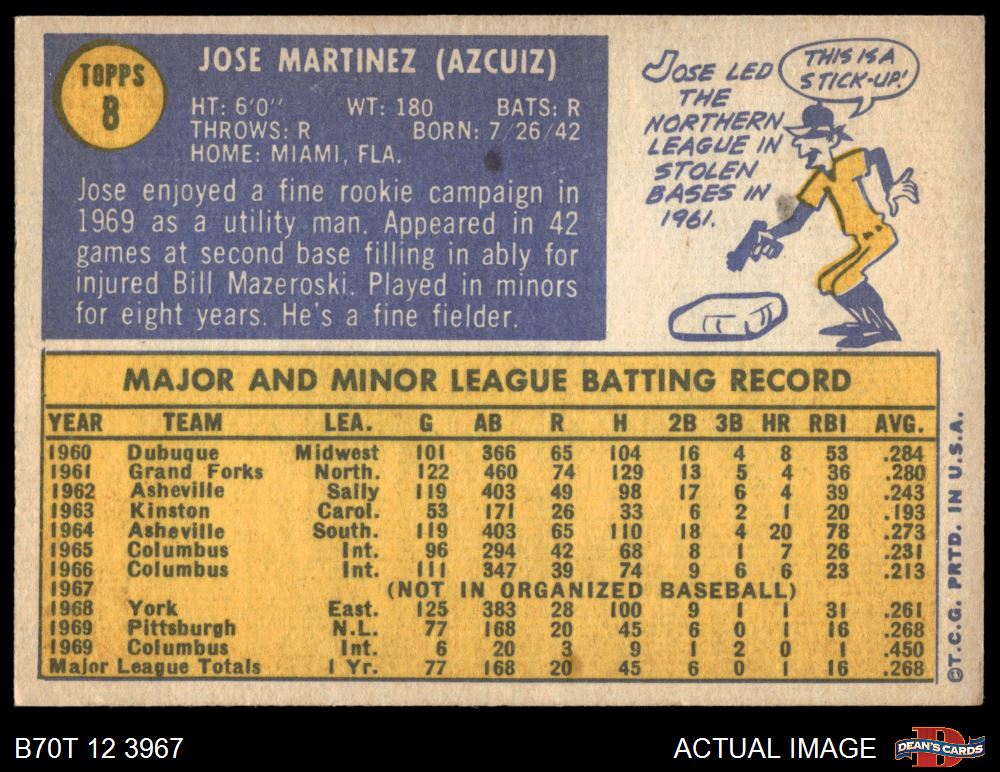 TOPPS
8
JOSE MARTINEZ (AZCUIZ)
HT: 6'0" WT: 180 BATS: R
THROWS: R BORN: 7/26/42
HOME: MIAMI, FLA.
Jose enjoyed a fine rookie campaign in
1969 as a utility man. Appeared in 42
games at second base filling in ably for
injured Bill Mazeroski. Played in minors
for eight years. He's a fine fielder.
JOSE LED
THE
NORTHERN
LEAGUE IN
STOLEN
BASES IN
1961.
THIS IS A
STICK-UP!
MAJOR AND MINOR LEAGUE BATTING RECORD
YEAR TEAM LEA. G AB R H 2B 3B HR RBI AVG.
1960 Dubuque Midwest 101 366 65 104 16 4 8 53 .284
1961 Grand Forks North. 122 460 74 129 13 5 4 36 .280
1962 Asheville Sally 119 403 49 98 17 6 4 39 .243
1963 Kinston Carol. 53 171 26 33 6 2 1 20 .193
1964 Asheville South. 119 403 65 110 18 4 20 78 .273
1965 Columbus Int. 96 294 42 68 8 1 7 26 .231
1966 Columbus Int. 111 347 39 74 9 6 6 23 .213
1967 (NOT IN ORGANIZED BASEBALL)
1968 York East. 125 383 28 100 9 1 1 31 .261
1969 Pittsburgh N.L. 77 168 20 45 6 0 1 16 .268
1969 Columbus Int. 6 20 3 9 1 2 0 1 .450
Major League Totals 1 Yr. 77 168 20 45 6 0 1 16 .268
©T.C.G. PRTD. IN U.S.A.
B70T 12 3967
ACTUAL IMAGE
D
DEAN'S CARDS